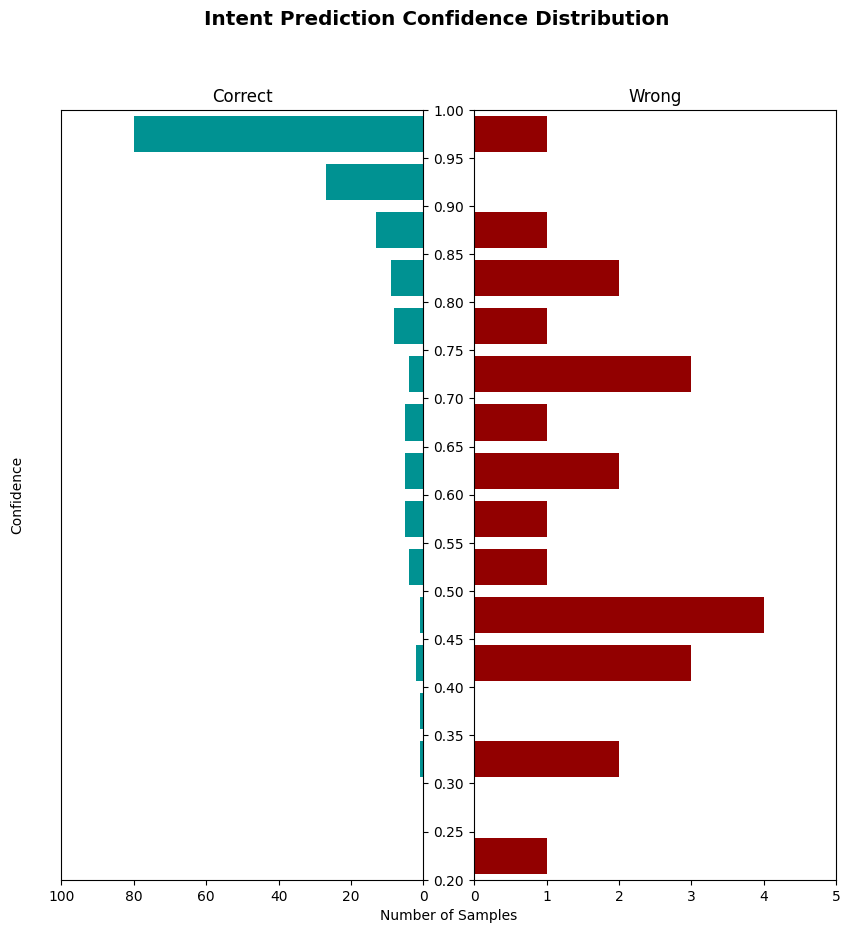 Intent Prediction Confidence Distribution
Correct
Wrong
Confidence
1.00
0.95
0.90
0.85
0.80
0.75
0.70
0.65
0.60
0.55
0.50
0.45
0.40
0.35
0.30
0.25
0.20
100 80 60 40 20 0
0 1 2 3 4 5
Number of Samples